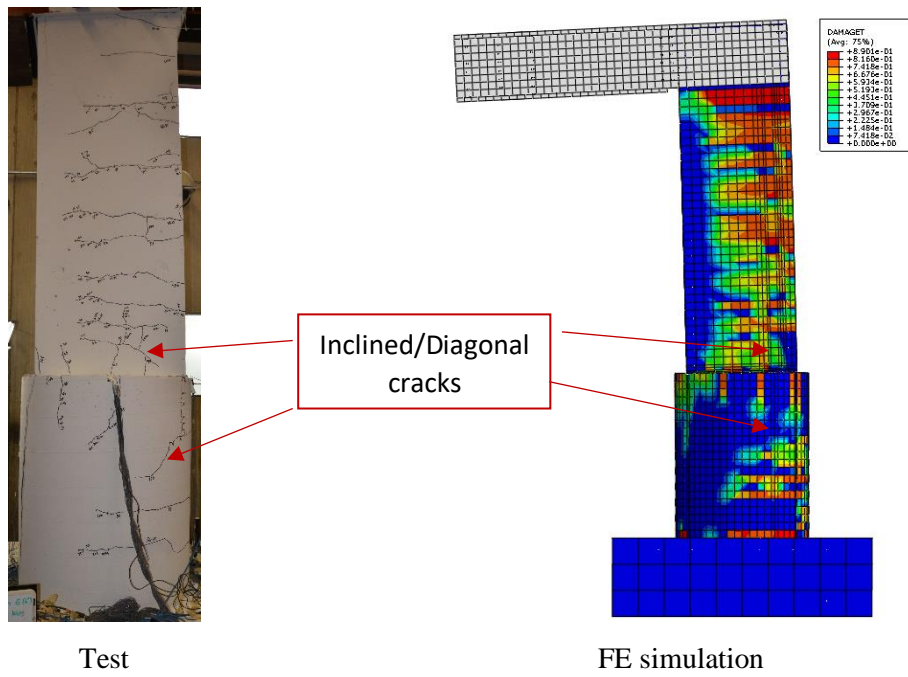 DAMAGET
(Avg: 75%)
+8.901e-01
+8.160e-01
+7.418e-01
+6.676e-01
+5.934e-01
+5.193e-01
+4.451e-01
+3.709e-01
+2.967e-01
+2.225e-01
+1.484e-01
+7.418e-02
+0.000e+00
Inclined/Diagonal
cracks
Test
FE simulation